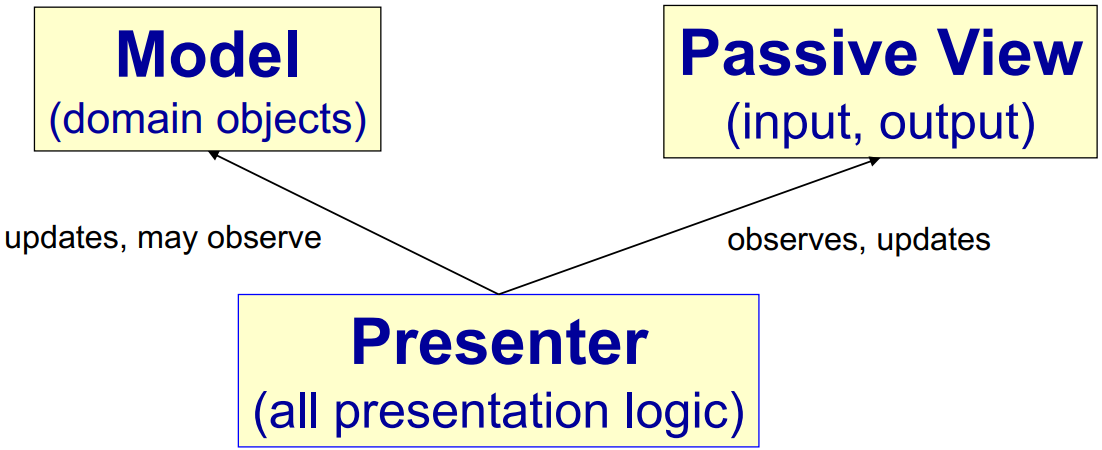 Model
(domain objects)
Passive View
(input, output)
updates, may observe
observes, updates
Presenter
(all presentation logic)